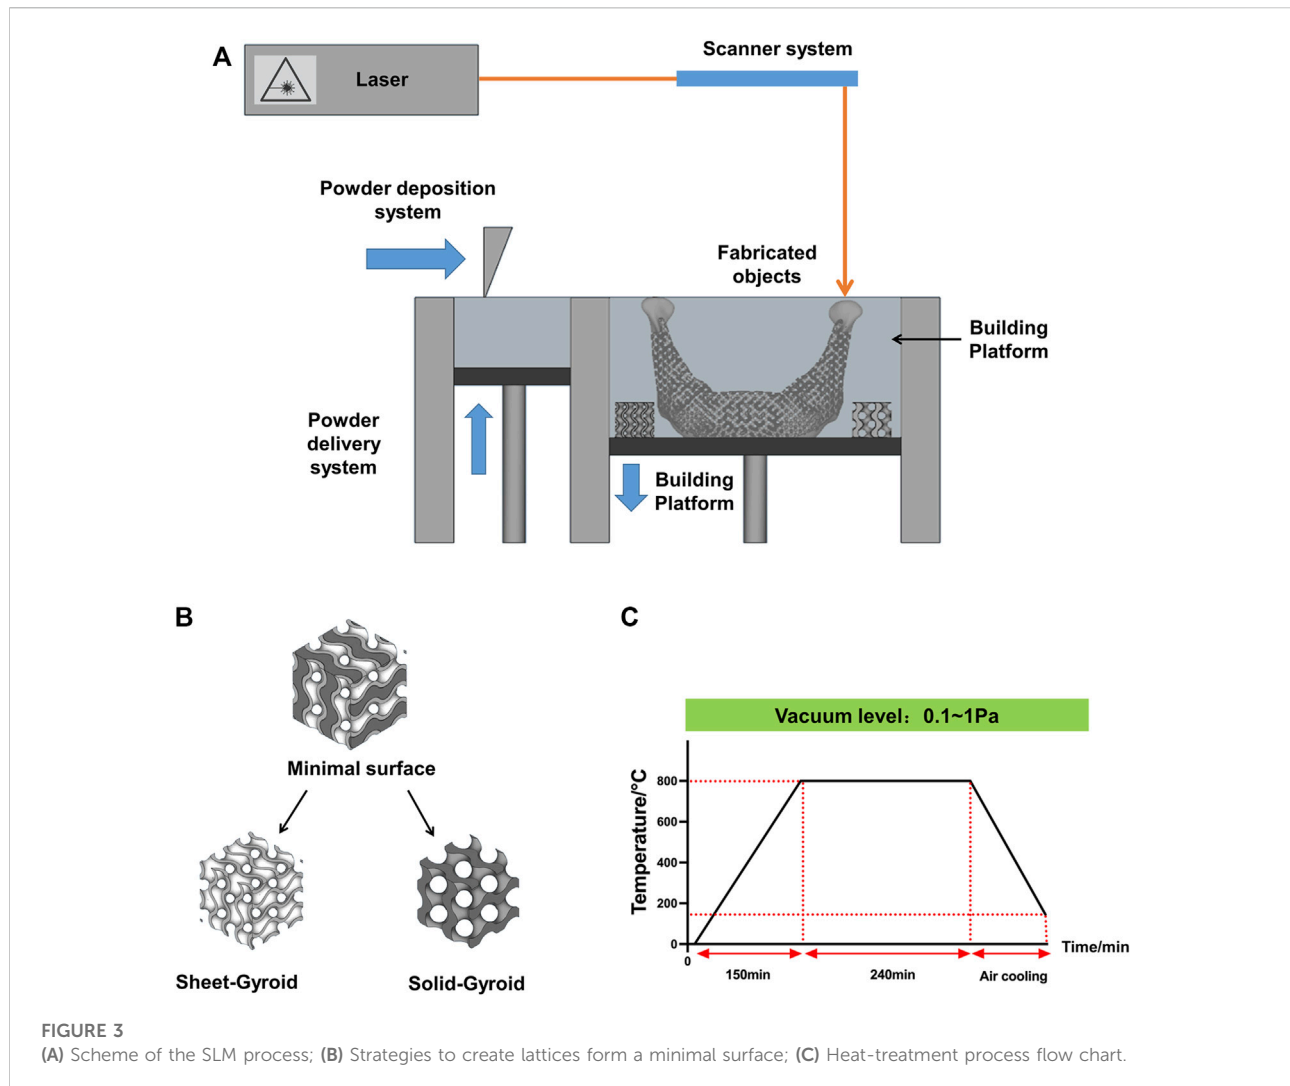 A
Laser
Scanner system
Powder deposition
system
Fabricated
objects
Building
Platform
Powder
delivery
system
Building
Platform
B
Minimal surface
Sheet-Gyroid
Solid-Gyroid
C
Vacuum level：0.1~1Pa
Temperature/°C
800
600
400
200
0
0
Time/min
150min
240min
Air cooling
FIGURE 3
(A) Scheme of the SLM process; (B) Strategies to create lattices form a minimal surface; (C) Heat-treatment process flow chart.